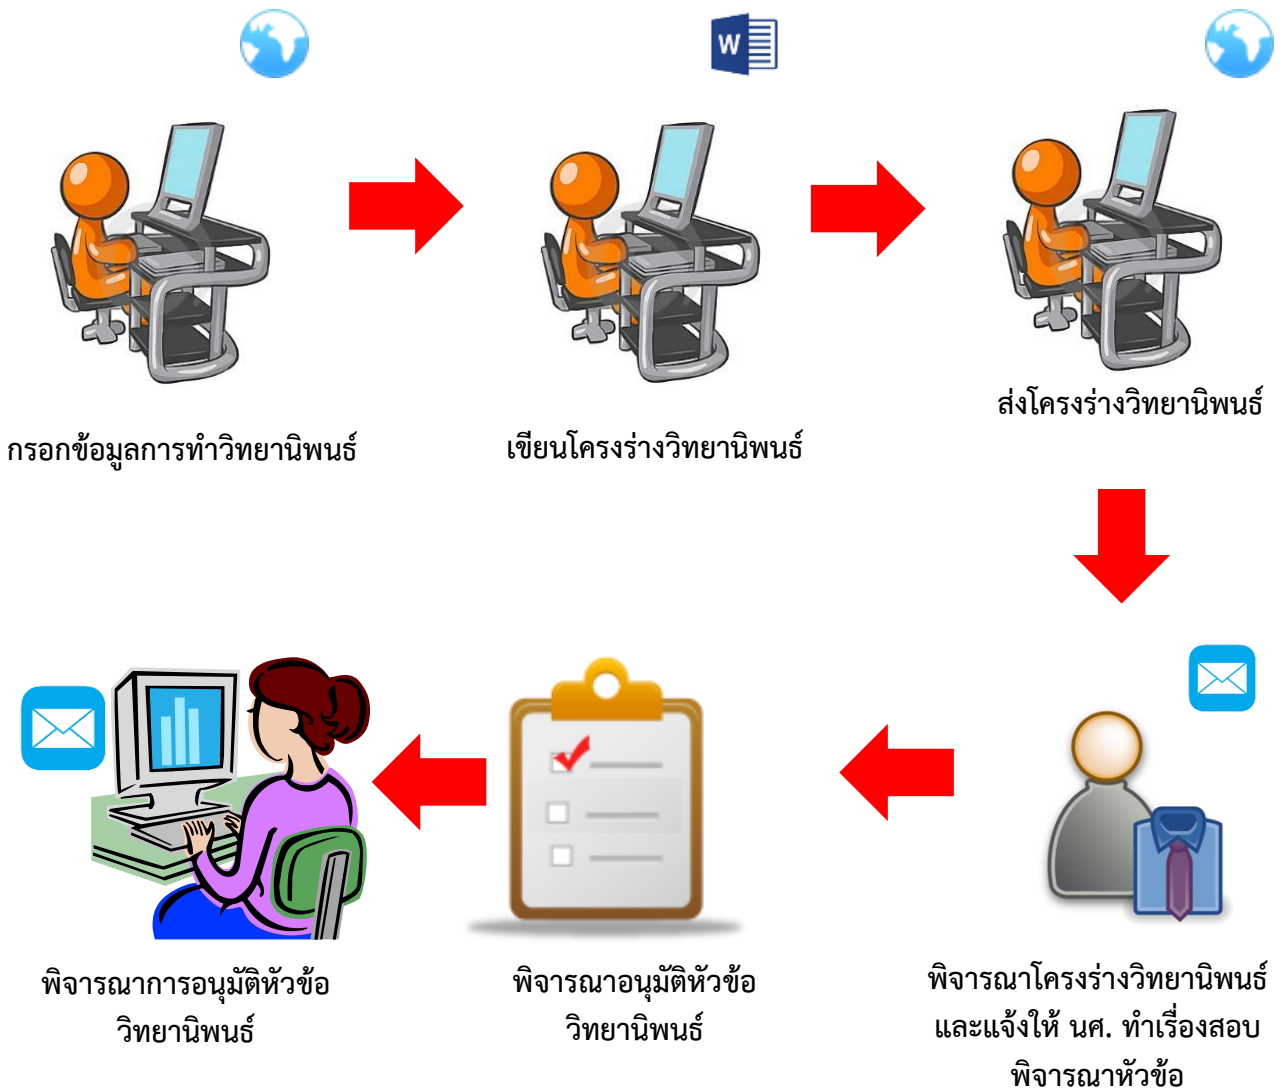 W
กรอกข้อมูลการทำวิทยานิพนธ์
เขียนโครงร่างวิทยานิพนธ์
ส่งโครงร่างวิทยานิพนธ์
พิจารณาโครงร่างวิทยานิพนธ์
และแจ้งให้ นศ. ทำเรื่องสอบ
พิจารณาหัวข้อ
พิจารณาอนุมัติหัวข้อ
วิทยานิพนธ์
พิจารณาการอนุมัติหัวข้อ
วิทยานิพนธ์